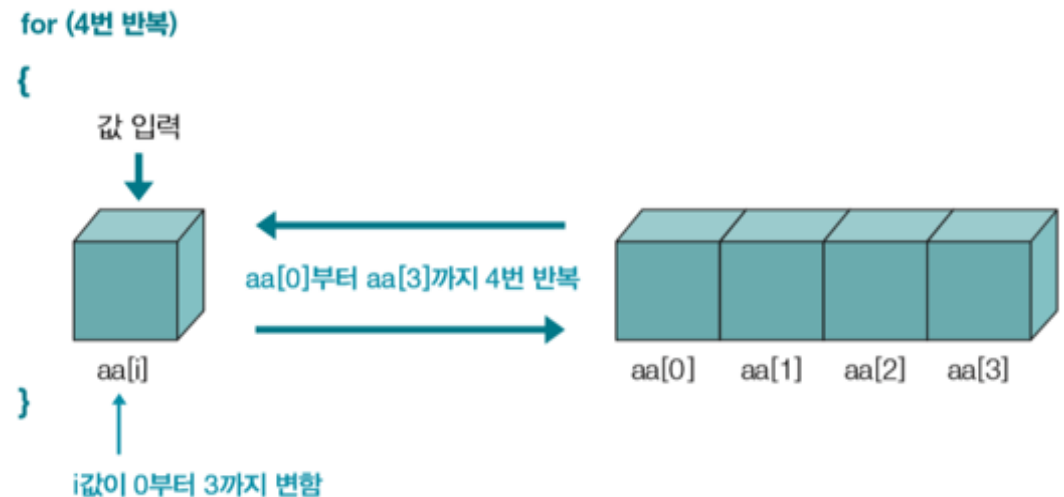 for (4번 반복)
{
값 입력
aa[0]부터 aa[3]까지 4번 반복
aa[i]
aa[0]
aa[1]
aa[2]
aa[3]
}
i값이 0부터 3까지 변함